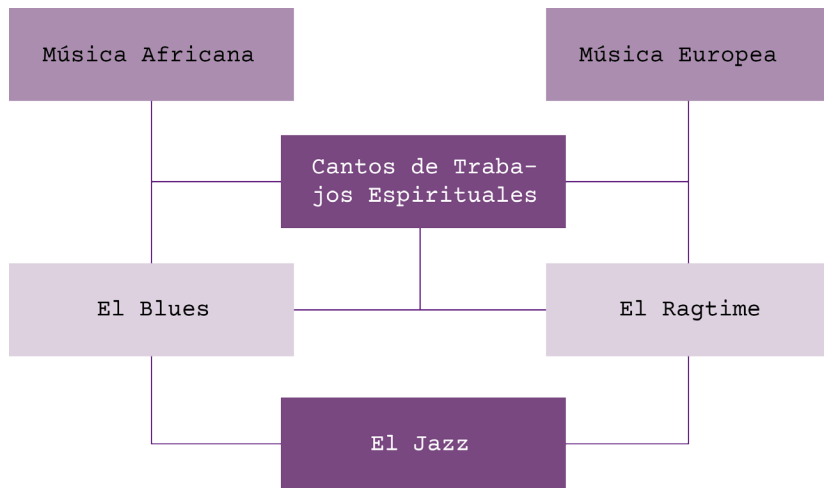 Música Africana
Música Europea
Cantos de Traba-
jos Espirituales
El Blues
El Ragtime
El Jazz